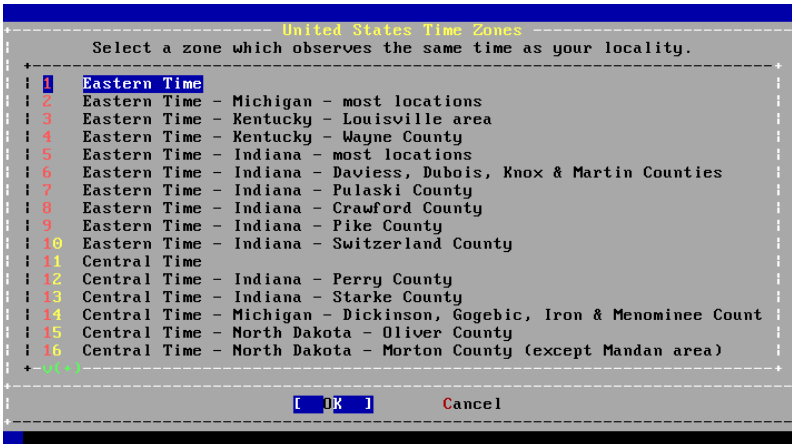 United States Time Zones
Select a zone which observes the same time as your locality.
1 Eastern Time
2 Eastern Time - Michigan - most locations
3 Eastern Time - Kentucky - Louisville area
4 Eastern Time - Kentucky - Wayne County
5 Eastern Time - Indiana - most locations
6 Eastern Time - Indiana - Daviess, Dubois, Knox & Martin Counties
7 Eastern Time - Indiana - Pulaski County
8 Eastern Time - Indiana - Crawford County
9 Eastern Time - Indiana - Pike County
10 Eastern Time - Indiana - Switzerland County
11 Central Time
12 Central Time - Indiana - Perry County
13 Central Time - Indiana - Starke County
14 Central Time - Michigan - Dickinson, Gogebic, Iron & Menominee Count
15 Central Time - North Dakota - Oliver County
16 Central Time - North Dakota - Morton County (except Mandan area)
v(+)
[ OK ] Cancel